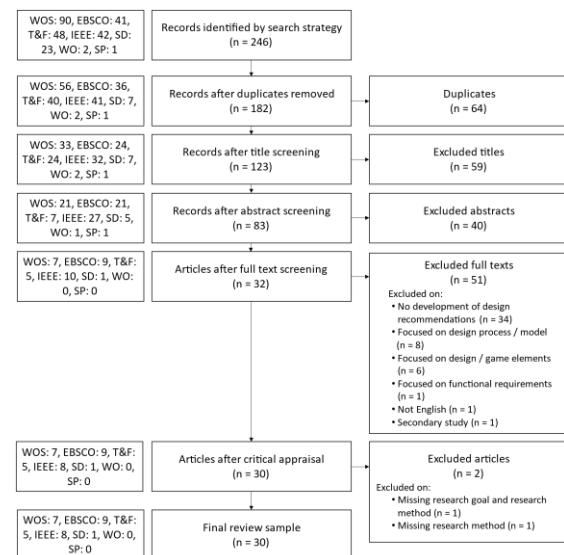 WOS: 90, EBSCO: 41,
T&F: 48, IEEE: 42, SD:
23, WO: 2, SP: 1
Records identified by search strategy
(n = 246)
WOS: 56, EBSCO: 36,
T&F: 40, IEEE: 41, SD: 7,
WO: 2, SP: 1
Records after duplicates removed
(n = 182)
Duplicates
(n = 64)
WOS: 33, EBSCO: 24,
T&F: 24, IEEE: 32, SD: 7,
WO: 2, SP: 1
Records after title screening
(n = 123)
Excluded titles
(n = 59)
WOS: 21, EBSCO: 21,
T&F: 7, IEEE: 27, SD: 5,
WO: 1, SP: 1
Records after abstract screening
(n = 83)
Excluded abstracts
(n = 40)
WOS: 7, EBSCO: 9, T&F:
5, IEEE: 10, SD: 1, WO:
0, SP: 0
Articles after full text screening
(n = 32)
Excluded full texts
(n = 51)
Excluded on:
• No development of design
recommendations (n = 34)
• Focused on design process / model
(n = 8)
• Focused on design / game elements
(n = 6)
• Focused on functional requirements
(n = 1)
• Not English (n = 1)
• Secondary study (n = 1)
WOS: 7, EBSCO: 9, T&F:
5, IEEE: 8, SD: 1, WO: 0,
SP: 0
Articles after critical appraisal
(n = 30)
Excluded articles
(n = 2)
Excluded on:
• Missing research goal and research
method (n = 1)
• Missing research method (n = 1)
WOS: 7, EBSCO: 9, T&F:
5, IEEE: 8, SD: 1, WO: 0,
SP: 0
Final review sample
(n = 30)